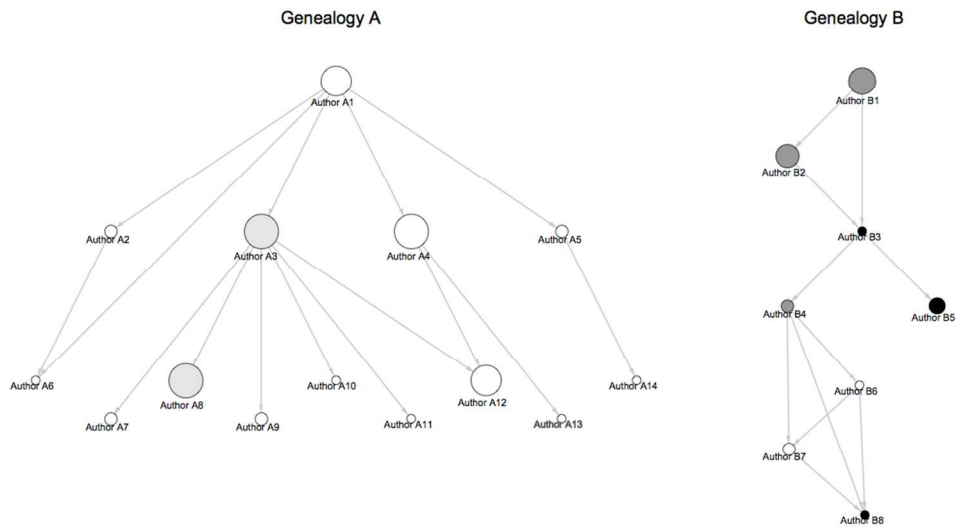 Genealogy A
Genealogy B
Author A1
Author B1
Author B2
Author A2
Author A3
Author A4
Author A5
Author B3
Author B4
Author B5
Author A6
Author A8
Author A10
Author A12
Author A14
Author B6
Author A7
Author A9
Author A11
Author A13
Author B7
Author B8